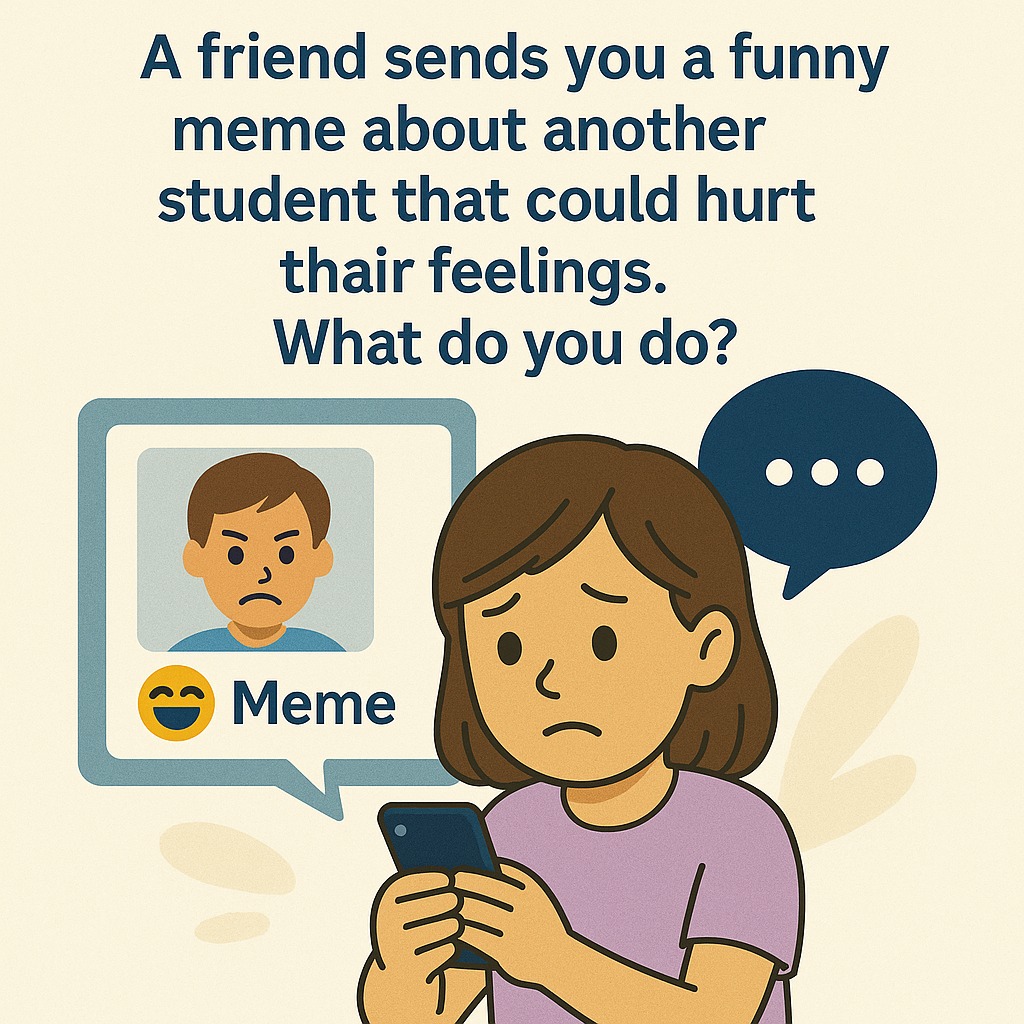 A friend sends you a funny
meme about another
student that could hurt
thair feelings.
What do you do?
Meme